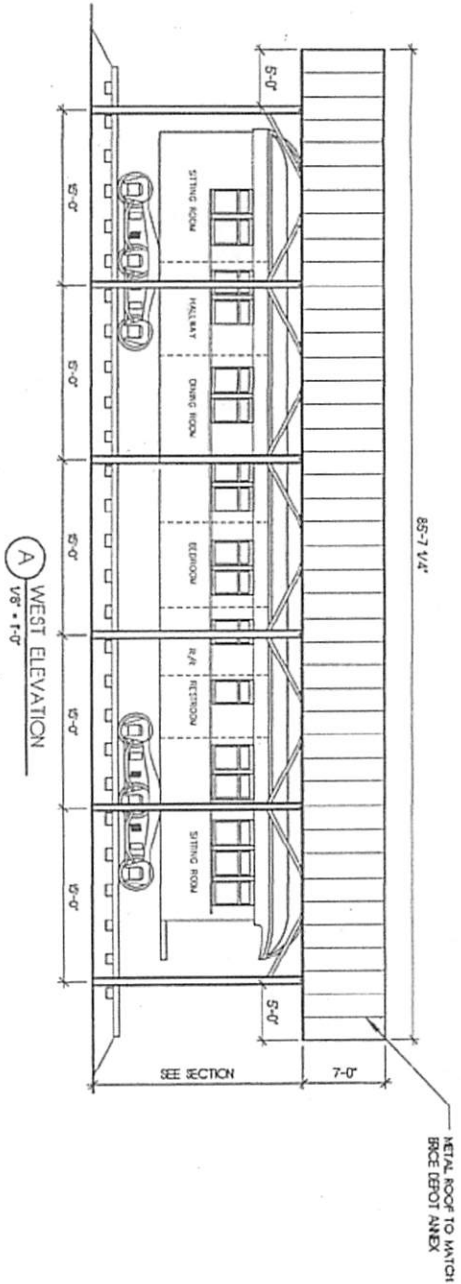 METAL ROOF TO MATCH
BRICE DEPOT ANNEX
85'-7 1/4"
7'-0"
SEE SECTION
5'-0"
5'-0"
SITTING ROOM
HALLWAY
DINING ROOM
BEDROOM
R/R
RESTROOM
SITTING ROOM
15'-0"
15'-0"
15'-0"
15'-0"
15'-0"
A
WEST ELEVATION
1/8" = 1'-0"